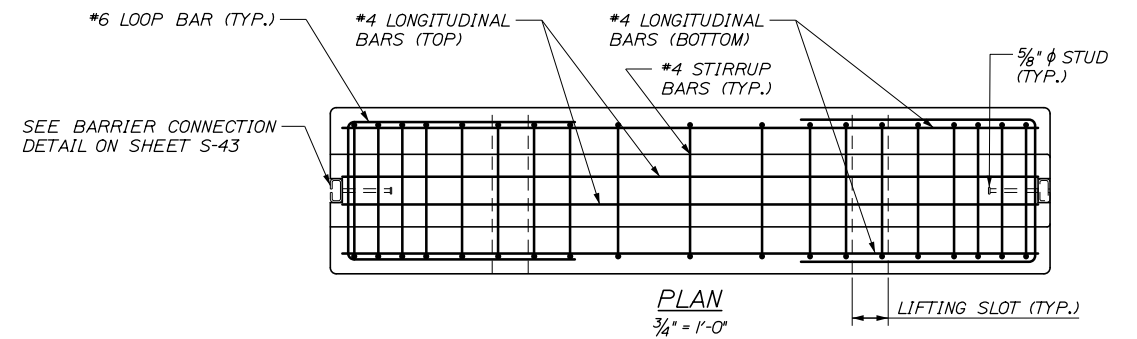 #6 LOOP BAR (TYP.)
#4 LONGITUDINAL
BARS (TOP)
#4 LONGITUDINAL
BARS (BOTTOM)
#4 STIRRUP
BARS (TYP.)
5/8" ϕ STUD
(TYP.)
SEE BARRIER CONNECTION
DETAIL ON SHEET S-43
PLAN
3/4" = 1'-0"
LIFTING SLOT (TYP.)